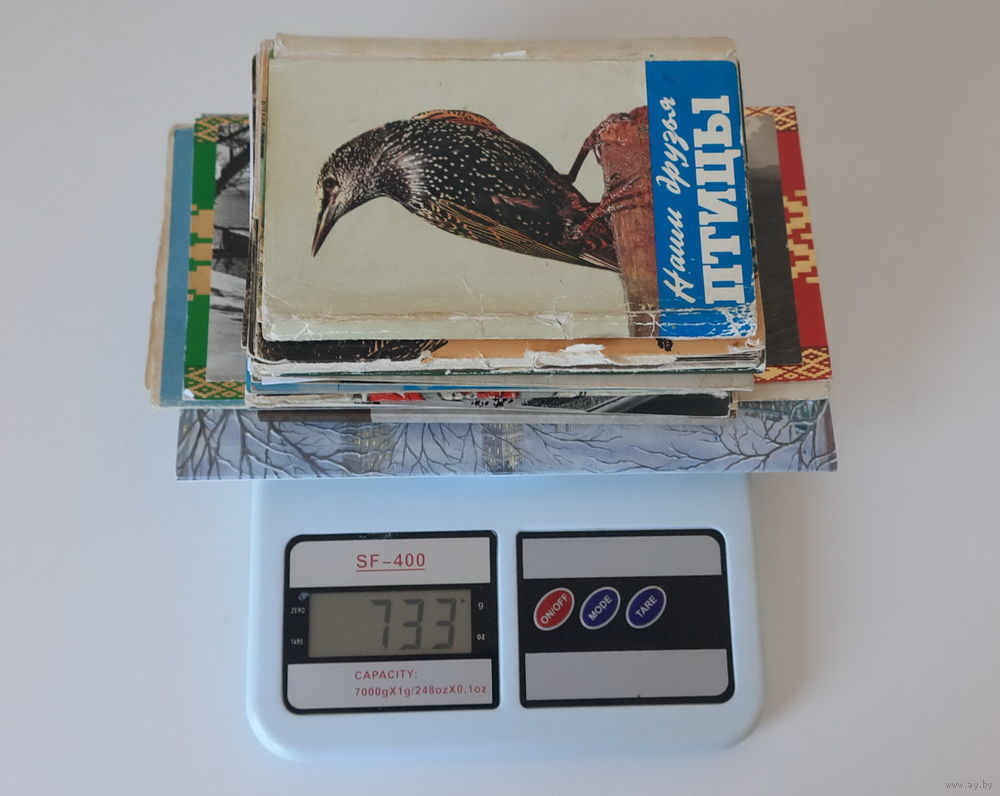 Наши друзья
ПТИЦЫ
SF-400
ZERO
TARE
733
g
oz
CAPACITY:
7000gX1g/248ozX0.1oz
ON/OFF
MODE
TARE
www.ay.by